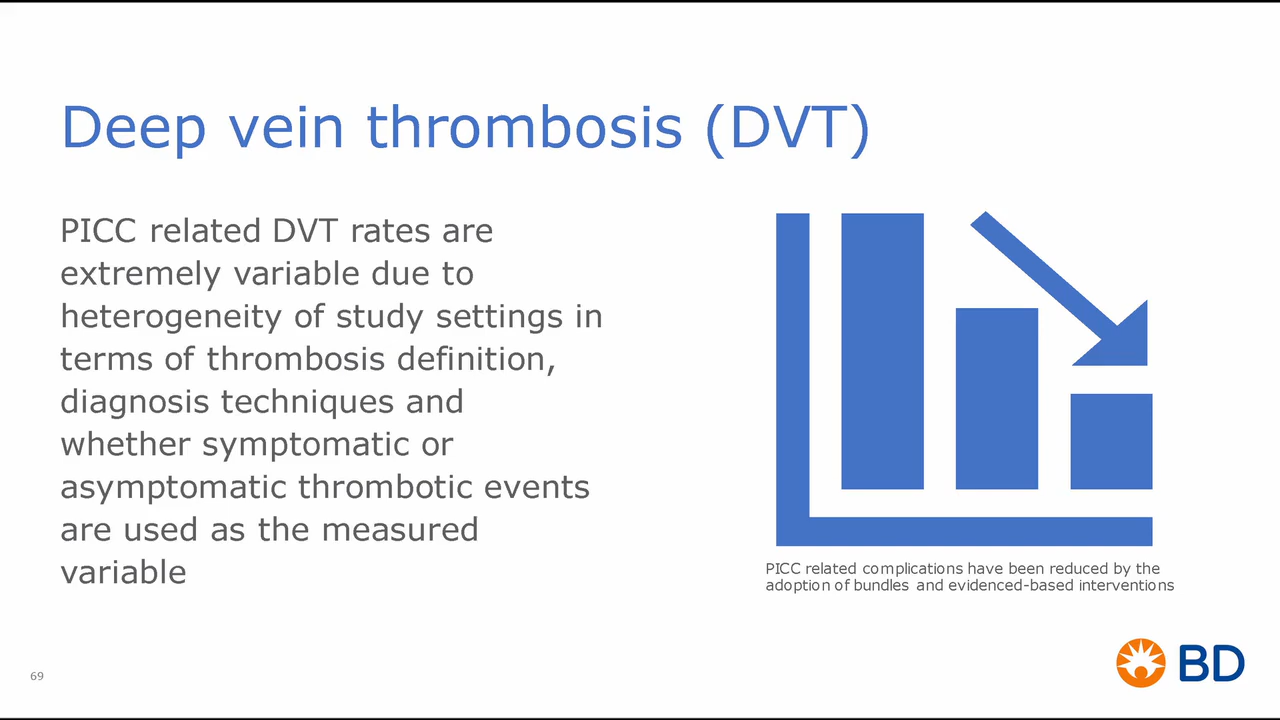 Deep vein thrombosis (DVT)
PICC related DVT rates are
extremely variable due to
heterogeneity of study settings in
terms of thrombosis definition,
diagnosis techniques and
whether symptomatic or
asymptomatic thrombotic events
are used as the measured
variable
PICC related complications have been reduced by the
adoption of bundles and evidenced-based interventions
69
BD